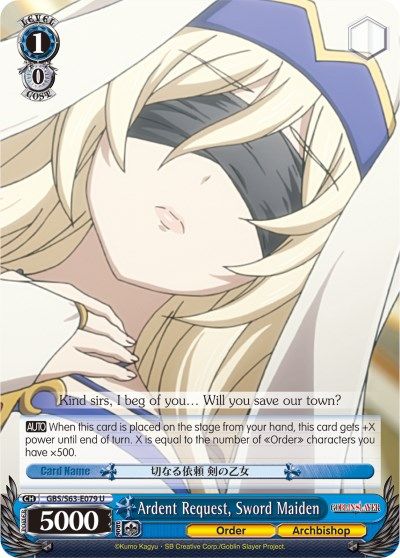 LEVEL
1
0
COST
Kind sirs, I beg of you… Will you save our town?
AUTO When this card is placed on the stage from your hand, this card gets +X
power until end of turn. X is equal to the number of «Order» characters you
have ×500.
Card Name 切なる依頼 剣の乙女
CH GBS/S63-E079 U
Ardent Request, Sword Maiden
GOBLIN SLAYER
POWER 5000 SOUL
Order Archbishop
©Kumo Kagyu・SB Creative Corp./Goblin Slayer Project.